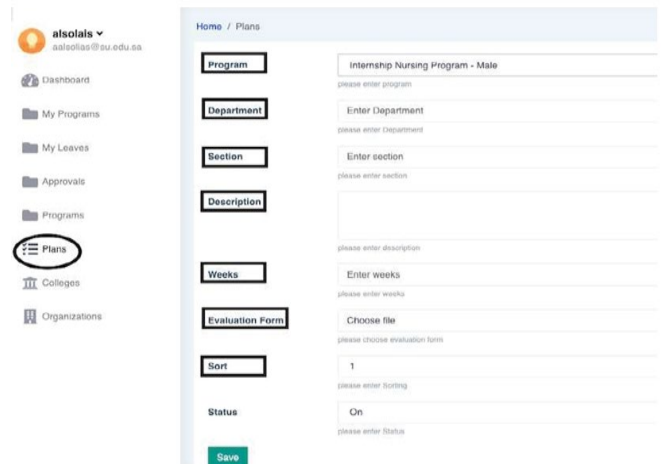 alsolais
aalsolias@su.edu.sa
Dashboard
My Programs
My Leaves
Approvals
Programs
Plans
Colleges
Organizations
Home / Plans
Program
Internship Nursing Program - Male
please enter program
Department
Enter Department
please enter Department
Section
Enter section
please enter section
Description
please enter description
Weeks
Enter weeks
please enter weeks
Evaluation Form
Choose file
please choose evaluation form
Sort
1
please enter Sorting
Status
On
please enter Status
Save